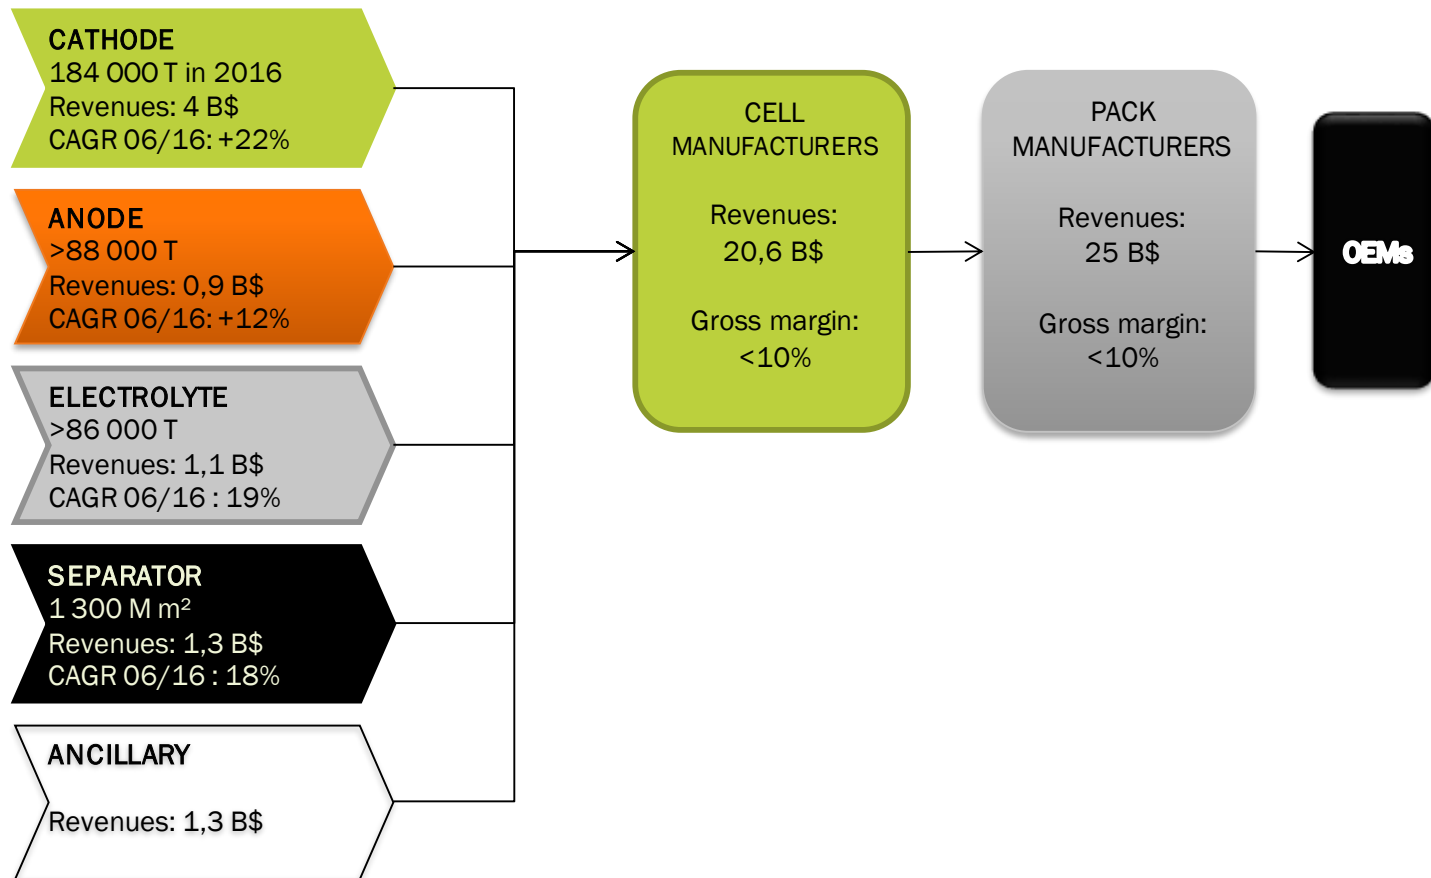 CATHODE
184 000 T in 2016
Revenues: 4 B$
CAGR 06/16: +22%
ANODE
>88 000 T
Revenues: 0,9 B$
CAGR 06/16: +12%
ELECTROLYTE
>86 000 T
Revenues: 1,1 B$
CAGR 06/16 : 19%
SEPARATOR
1 300 M m²
Revenues: 1,3 B$
CAGR 06/16 : 18%
ANCILLARY
Revenues: 1,3 B$
CELL
MANUFACTURERS
Revenues:
20,6 B$
Gross margin:
<10%
PACK
MANUFACTURERS
Revenues:
25 B$
Gross margin:
<10%
OEMs